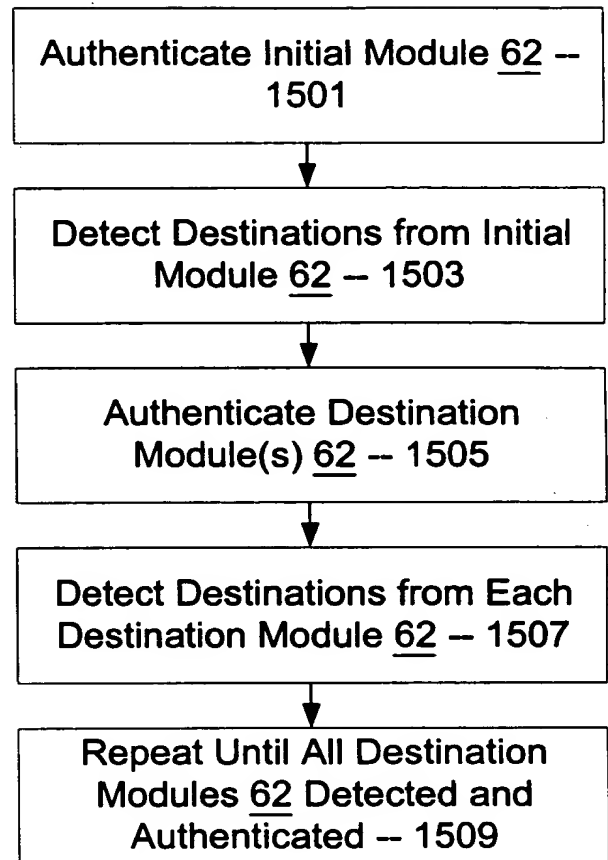 Authenticate Initial Module 62 --
1501
Detect Destinations from Initial
Module 62 -- 1503
Authenticate Destination
Module(s) 62 -- 1505
Detect Destinations from Each
Destination Module 62 -- 1507
Repeat Until All Destination
Modules 62 Detected and
Authenticated -- 1509